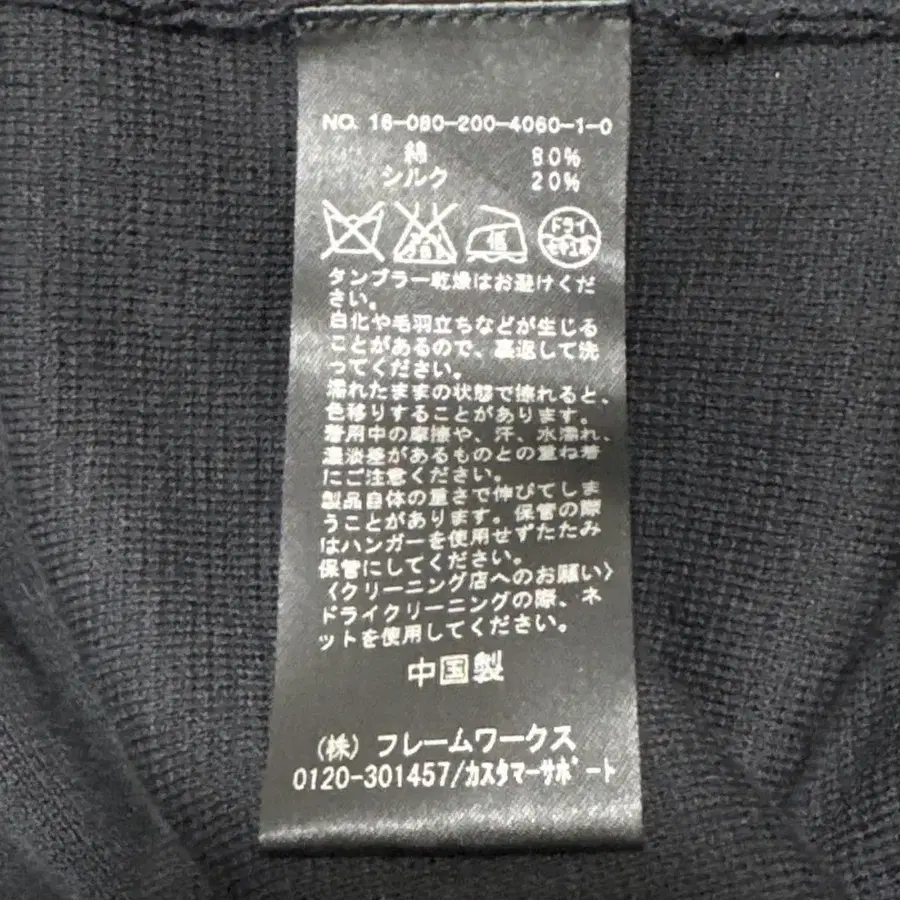 NO. 16-080-200-4060-1-0
綿 80%
シルク 20%
低
ドライ
セキユ系
タンブラー乾燥はお避けくだ
さい。
白化や毛羽立ちなどが生じる
ことがあるので、裏返して洗
ってください。
濡れたままの状態で擦れると、
色移りすることがあります。
着用中の摩擦や、汗、水濡れ、
濃淡差があるものとの重ね着
にご注意ください。
製品自体の重さで伸びてしま
うことがあります。保管の際
はハンガーを使用せずたたみ
保管にしてください。
〈クリーニング店へのお願い〉
ドライクリーニングの際、ネ
ットを使用してください。
中国製
(株) フレームワークス
0120-301457/カスタマーサポート